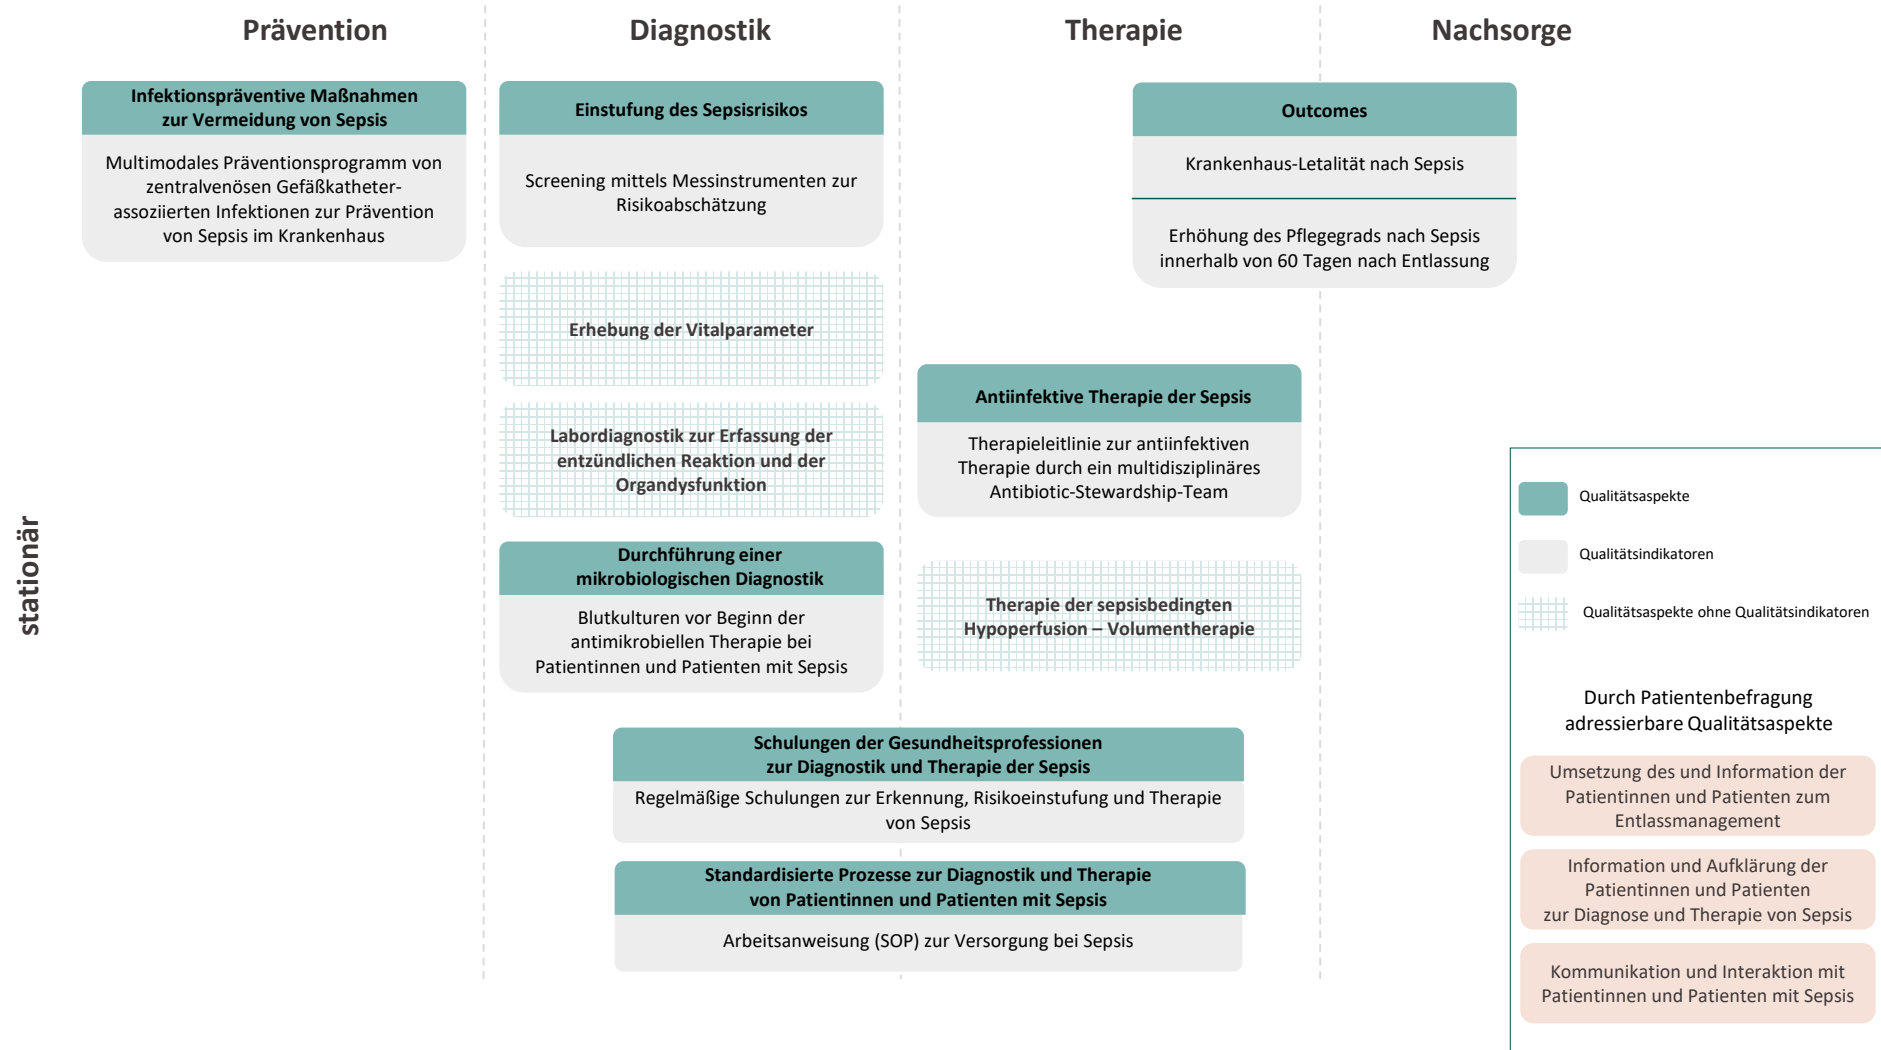 Prävention
Diagnostik
Therapie
Nachsorge
stationär
Infektionspräventive Maßnahmen
zur Vermeidung von Sepsis
Multimodales Präventionsprogramm von
zentralvenösen Gefäßkatheter-
assoziierten Infektionen zur Prävention
von Sepsis im Krankenhaus
Einstufung des Sepsisrisikos
Screening mittels Messinstrumenten zur
Risikoabschätzung
Erhebung der Vitalparameter
Labordiagnostik zur Erfassung der
entzündlichen Reaktion und der
Organdysfunktion
Durchführung einer
mikrobiologischen Diagnostik
Blutkulturen vor Beginn der
antimikrobiellen Therapie bei
Patientinnen und Patienten mit Sepsis
Outcomes
Krankenhaus-Letalität nach Sepsis
Erhöhung des Pflegegrads nach Sepsis
innerhalb von 60 Tagen nach Entlassung
Antiinfektive Therapie der Sepsis
Therapieleitlinie zur antiinfektiven
Therapie durch ein multidisziplinäres
Antibiotic-Stewardship-Team
Therapie der sepsisbedingten
Hypoperfusion – Volumentherapie
Schulungen der Gesundheitsprofessionen
zur Diagnostik und Therapie der Sepsis
Regelmäßige Schulungen zur Erkennung, Risikoeinstufung und Therapie
von Sepsis
Standardisierte Prozesse zur Diagnostik und Therapie
von Patientinnen und Patienten mit Sepsis
Arbeitsanweisung (SOP) zur Versorgung bei Sepsis
Qualitätsaspekte
Qualitätsindikatoren
Qualitätsaspekte ohne Qualitätsindikatoren
Durch Patientenbefragung
adressierbare Qualitätsaspekte
Umsetzung des und Information der
Patientinnen und Patienten zum
Entlassmanagement
Information und Aufklärung der
Patientinnen und Patienten
zur Diagnose und Therapie von Sepsis
Kommunikation und Interaktion mit
Patientinnen und Patienten mit Sepsis